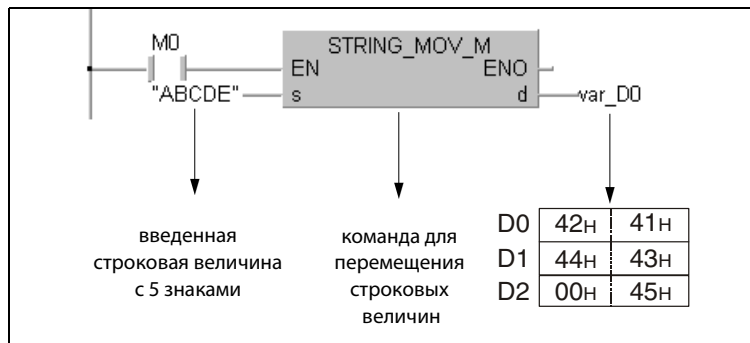 M0
STRING_MOV_M
EN ENO
"ABCDE" s d var_D0
введенная
строковая величина
с 5 знаками
команда для
перемещения
строковых
величин
D0 42H 41H
D1 44H 43H
D2 00H 45H